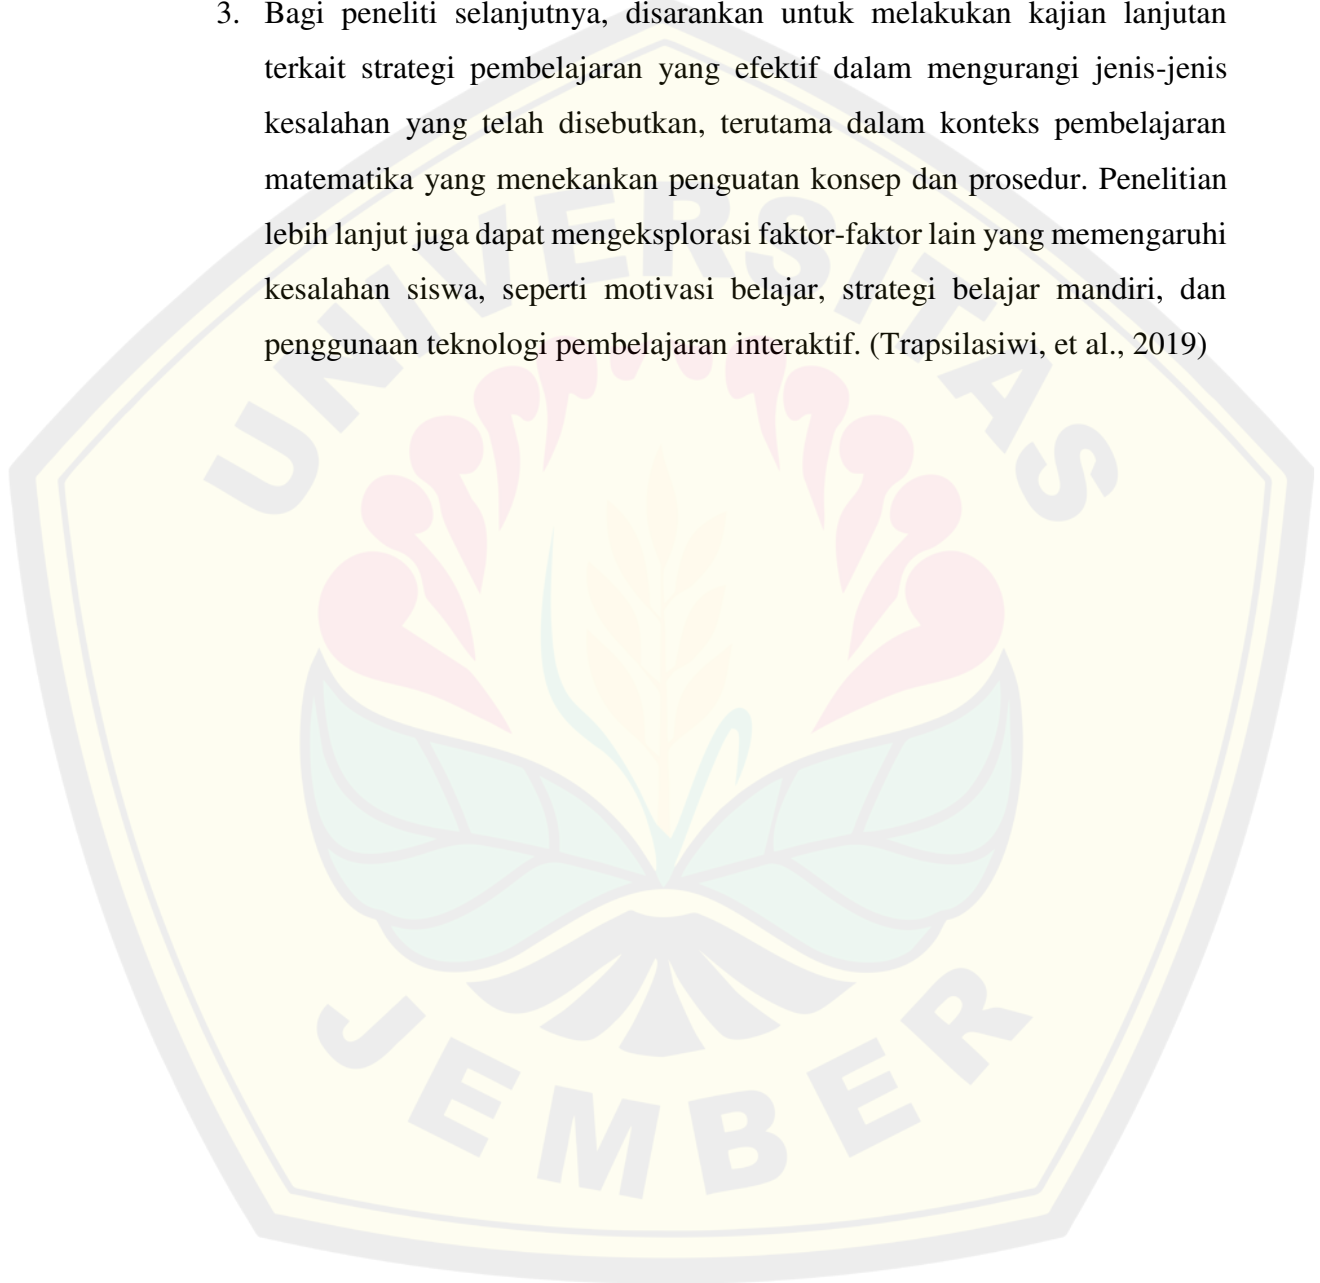 3. Bagi peneliti selanjutnya, disarankan untuk melakukan kajian lanjutan
terkait strategi pembelajaran yang efektif dalam mengurangi jenis-jenis
kesalahan yang telah disebutkan, terutama dalam konteks pembelajaran
matematika yang menekankan penguatan konsep dan prosedur. Penelitian
lebih lanjut juga dapat mengeksplorasi faktor-faktor lain yang memengaruhi
kesalahan siswa, seperti motivasi belajar, strategi belajar mandiri, dan
penggunaan teknologi pembelajaran interaktif. (Trapsilasiwi, et al., 2019)
UNIVERSITAS
JEMBER